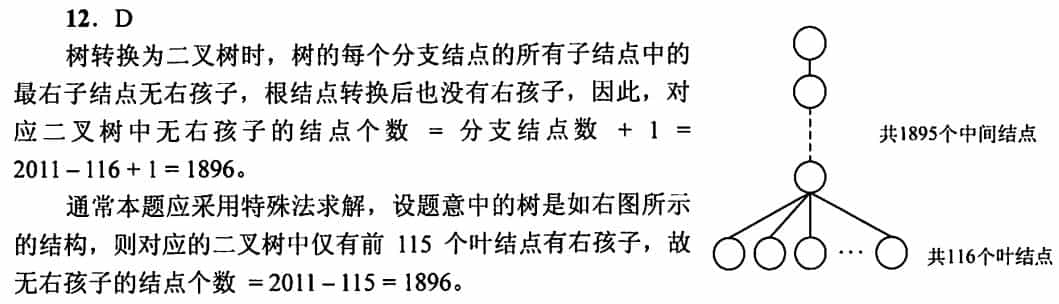 12．D
树转换为二叉树时，树的每个分支结点的所有子结点中的
最右子结点无右孩子，根结点转换后也没有右孩子，因此，对
应二叉树中无右孩子的结点个数 = 分支结点数 + 1 =
2011 – 116 + 1 = 1896。
通常本题应采用特殊法求解，设题意中的树是如右图所示
的结构，则对应的二叉树中仅有前 115 个叶结点有右孩子，故
无右孩子的结点个数 = 2011 – 115 = 1896。
共1895个中间结点
…
共116个叶结点